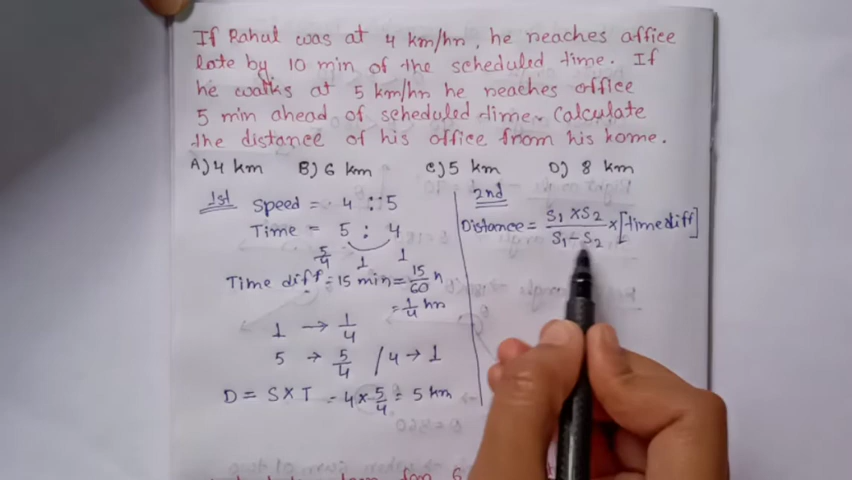 If Rahul was at 4 km/hr, he reaches office
late by 10 min of the scheduled time. If
he walks at 5 km/hr he reaches office
5 min ahead of scheduled time. Calculate
the distance of his office from his home.
A) 4 km B) 6 km C) 5 km D) 8 km
1st Speed = 4 :: 5
Time = 5 : 4
5/4 1 1
Time diff = 15 min = 15/60 h
= 1/4 hr
1 → 1/4
5 → 5/4 / 4 → 1
D = S × T = 4 × 5/4 = 5 km
2nd
Distance = S1 × S2 / S1 - S2 × [time diff]